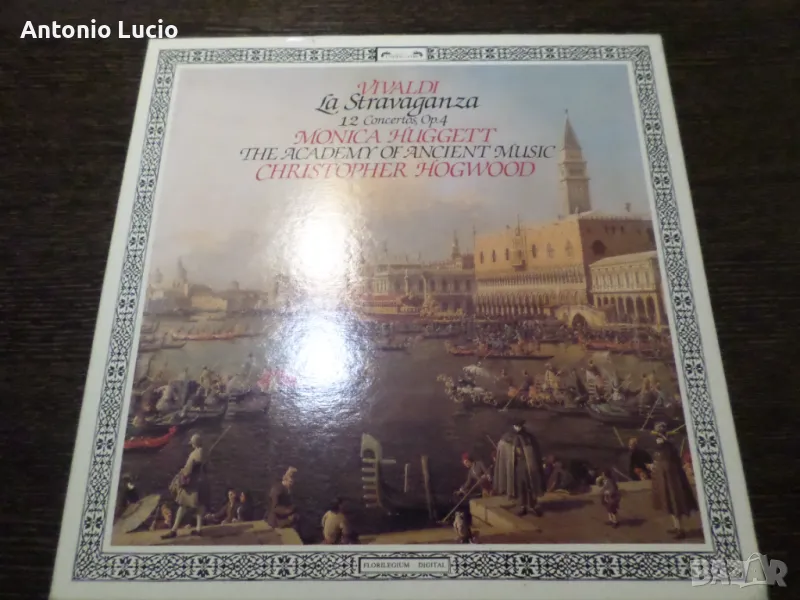 Antonio Lucio
VIVALDI
La Stravaganza
12 Concertos, Op.4
MONICA HUGGETT
THE ACADEMY OF ANCIENT MUSIC
CHRISTOPHER HOGWOOD
FLORILEGIUM DIGITAL
BAZAR